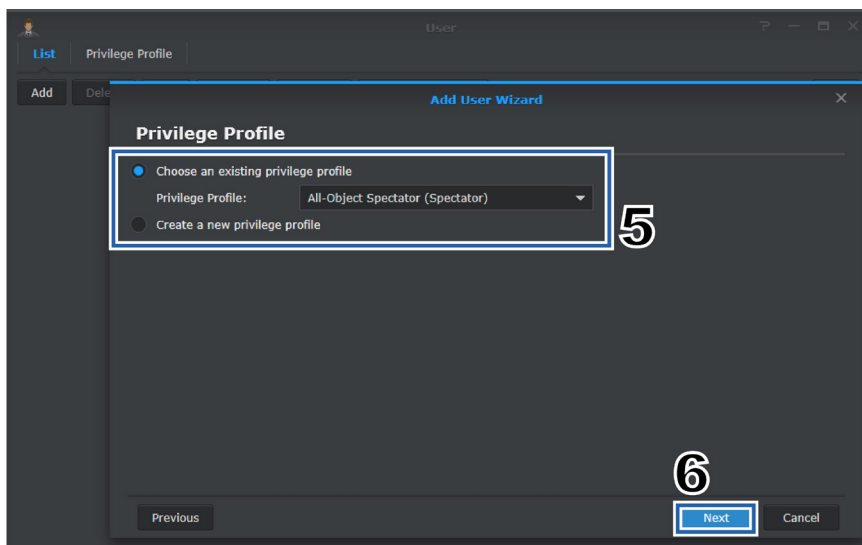 User
List Privilege Profile
Add Dele
Add User Wizard
Privilege Profile
Choose an existing privilege profile
Privilege Profile: All-Object Spectator (Spectator)
5
Create a new privilege profile
6
Previous Next Cancel